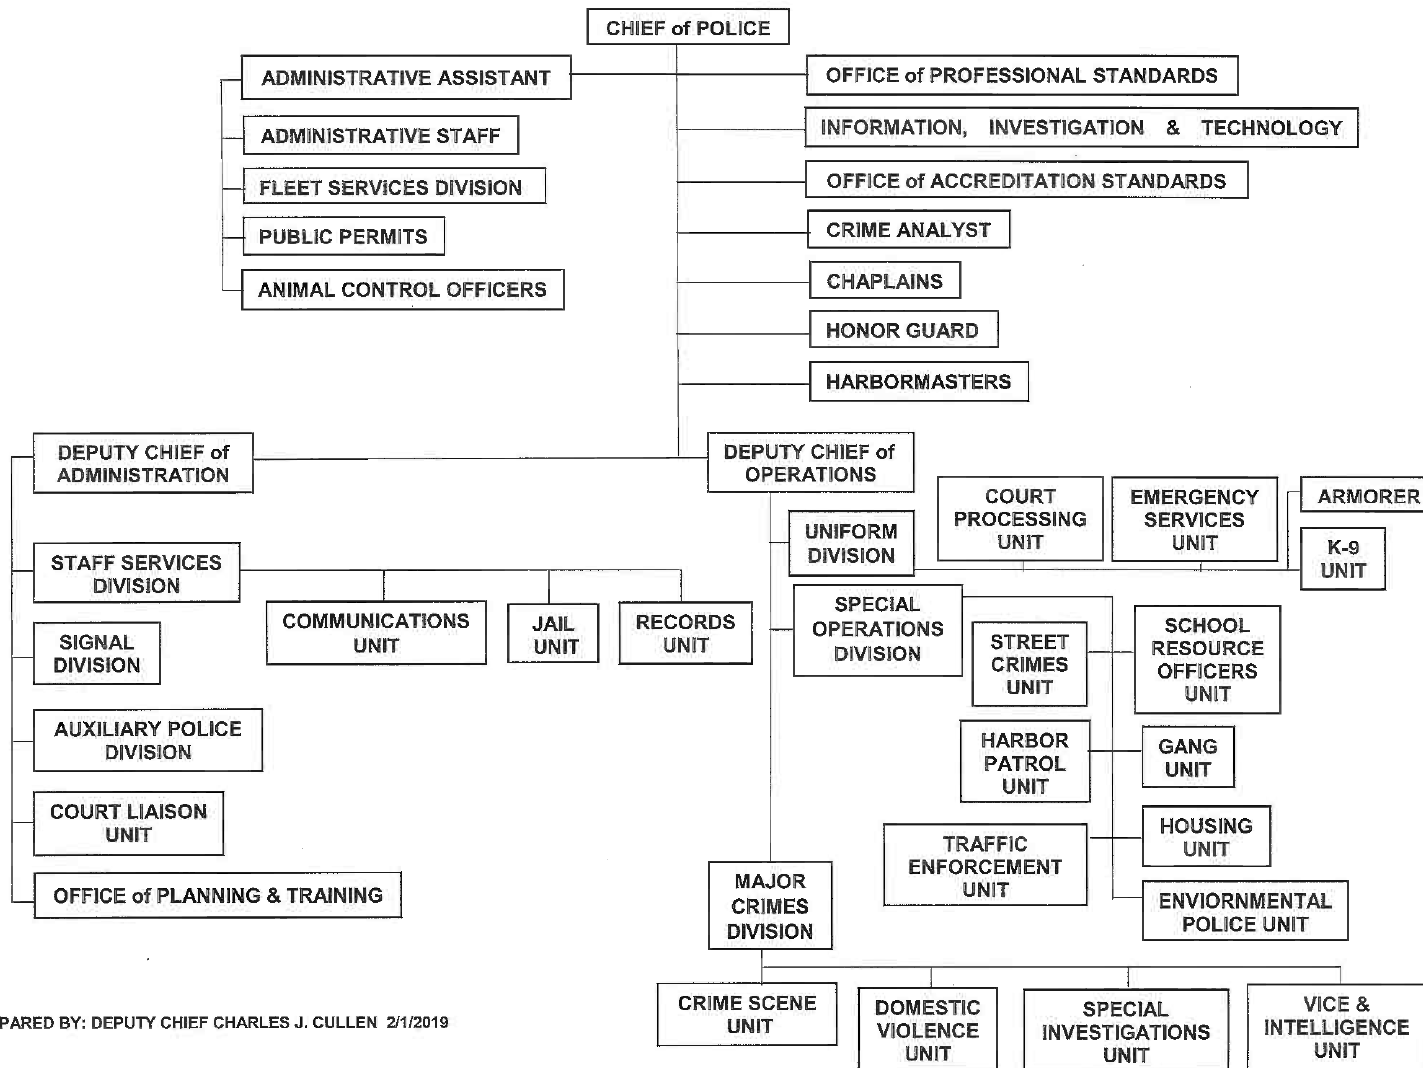 CHIEF of POLICE
ADMINISTRATIVE ASSISTANT
ADMINISTRATIVE STAFF
FLEET SERVICES DIVISION
PUBLIC PERMITS
ANIMAL CONTROL OFFICERS
OFFICE of PROFESSIONAL STANDARDS
INFORMATION, INVESTIGATION & TECHNOLOGY
OFFICE of ACCREDITATION STANDARDS
CRIME ANALYST
CHAPLAINS
HONOR GUARD
HARBORMASTERS
DEPUTY CHIEF of
ADMINISTRATION
STAFF SERVICES
DIVISION
COMMUNICATIONS
UNIT
JAIL
UNIT
RECORDS
UNIT
SIGNAL
DIVISION
AUXILIARY POLICE
DIVISION
COURT LIAISON
UNIT
OFFICE of PLANNING & TRAINING
DEPUTY CHIEF of
OPERATIONS
UNIFORM
DIVISION
COURT
PROCESSING
UNIT
EMERGENCY
SERVICES
UNIT
ARMORER
K-9
UNIT
SPECIAL
OPERATIONS
DIVISION
STREET
CRIMES
UNIT
SCHOOL
RESOURCE
OFFICERS
UNIT
HARBOR
PATROL
UNIT
GANG
UNIT
TRAFFIC
ENFORCEMENT
UNIT
HOUSING
UNIT
ENVIORNMENTAL
POLICE UNIT
MAJOR
CRIMES
DIVISION
CRIME SCENE
UNIT
DOMESTIC
VIOLENCE
UNIT
SPECIAL
INVESTIGATIONS
UNIT
VICE &
INTELLIGENCE
UNIT
PARED BY: DEPUTY CHIEF CHARLES J. CULLEN 2/1/2019